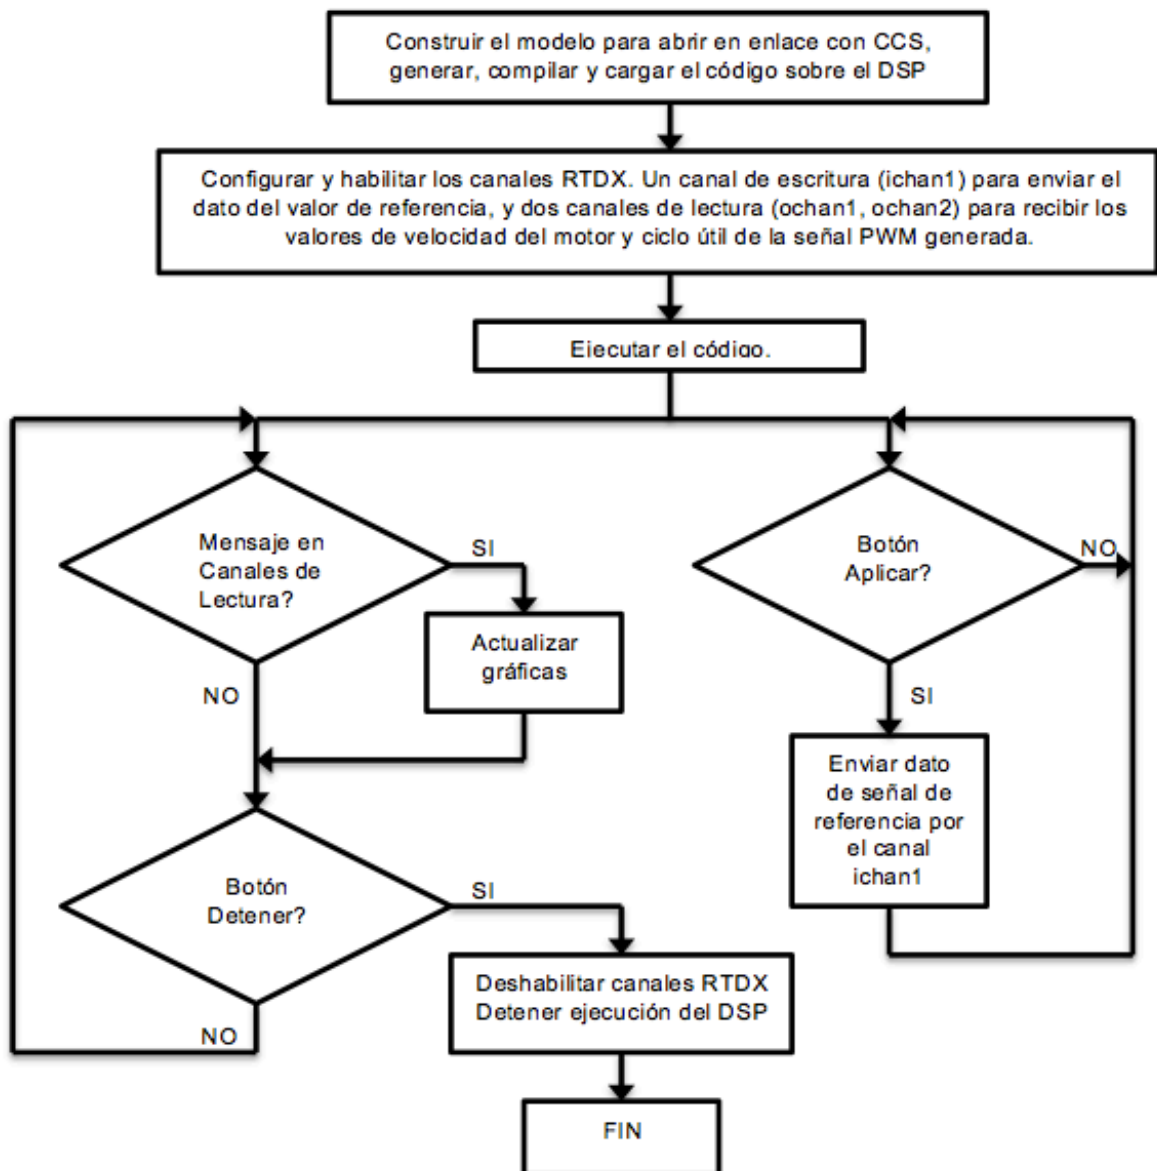 Construir el modelo para abrir en enlace con CCS,
generar, compilar y cargar el código sobre el DSP
Configurar y habilitar los canales RTDX. Un canal de escritura (ichan1) para enviar el
dato del valor de referencia, y dos canales de lectura (ochan1, ochan2) para recibir los
valores de velocidad del motor y ciclo útil de la señal PWM generada.
Ejecutar el código.
Mensaje en
Canales de
Lectura?
SI
NO
Actualizar
gráficas
Botón
Detener?
SI
NO
Deshabilitar canales RTDX
Detener ejecución del DSP
FIN
Botón
Aplicar?
NO
SI
Enviar dato
de señal de
referencia por
el canal
ichan1